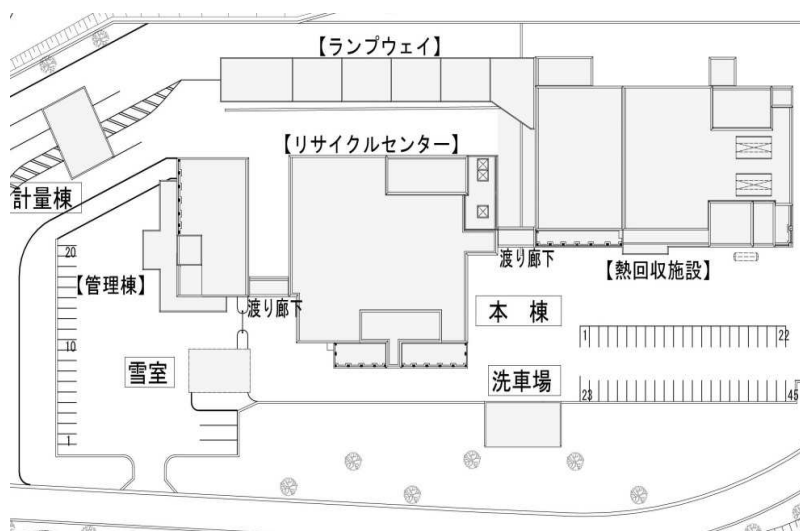 【ランプウェイ】
【リサイクルセンター】
計量棟
20
渡り廊下
【熱回収施設】
【管理棟】
渡り廊下
本 棟
1
22
10
雪室
洗車場
23
45
1